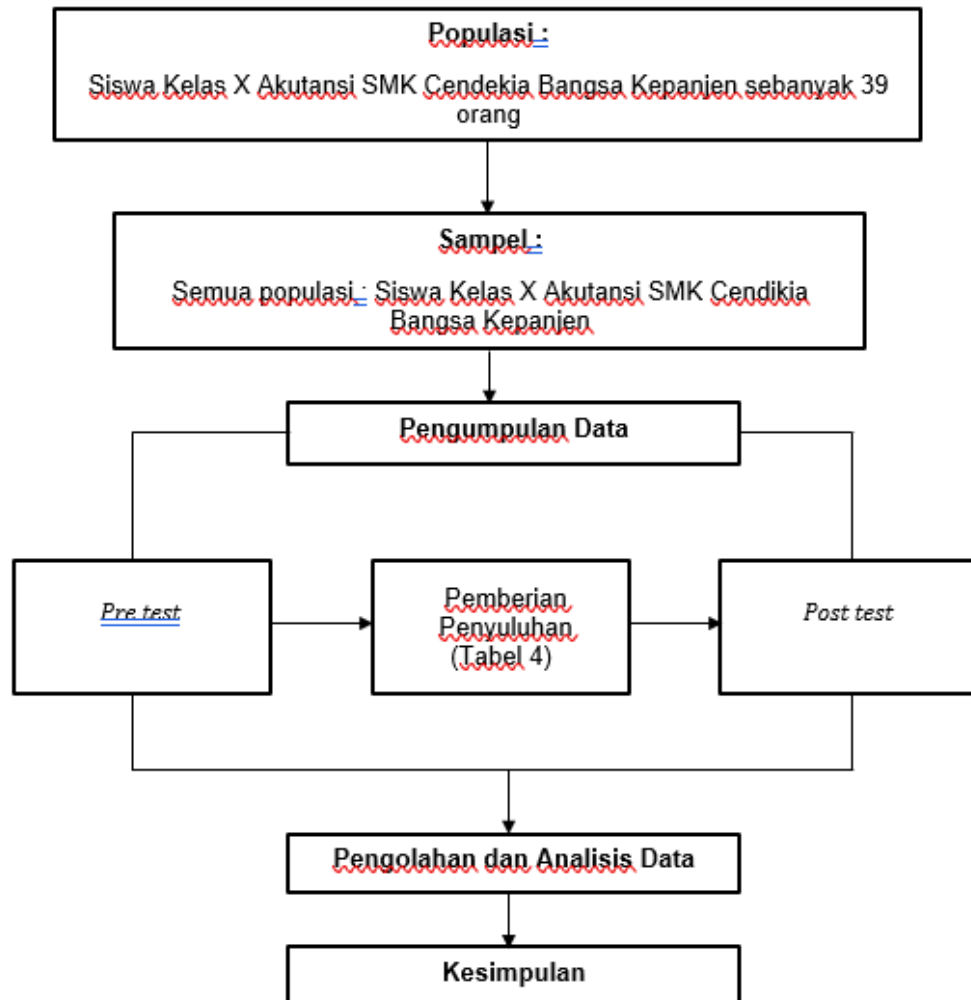 Populasi :
Siswa Kelas X Akutansi SMK Cendekia Bangsa Kepanjen sebanyak 39
orang
Sampel :
Semua populasi : Siswa Kelas X Akutansi SMK Cendikia
Bangsa Kepanjen
Pengumpulan Data
Pre test
Pemberian
Penyuluhan
(Tabel 4)
Post test
Pengolahan dan Analisis Data
Kesimpulan